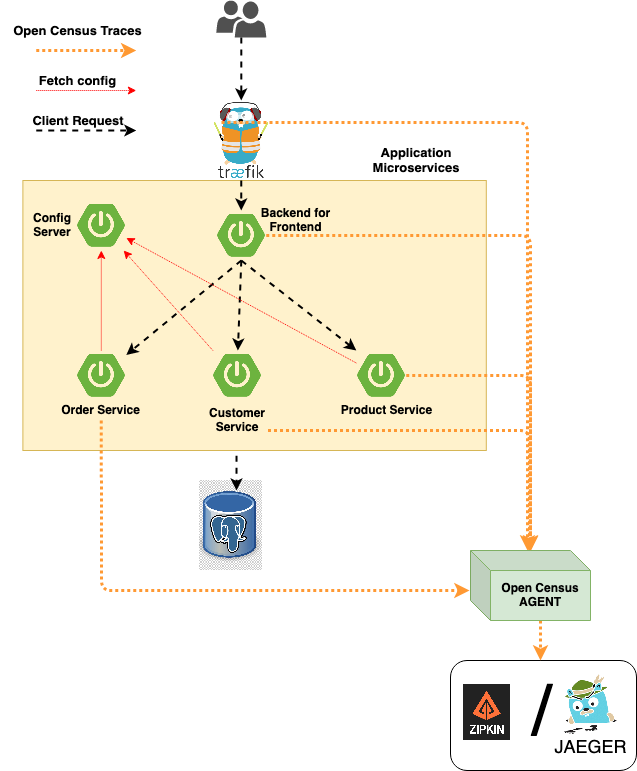 Open Census Traces
Fetch config
Client Request
træfik
Application
Microservices
Config
Server
Backend for
Frontend
Order Service
Customer
Service
Product Service
Open Census
AGENT
ZIPKIN
/
JAEGER